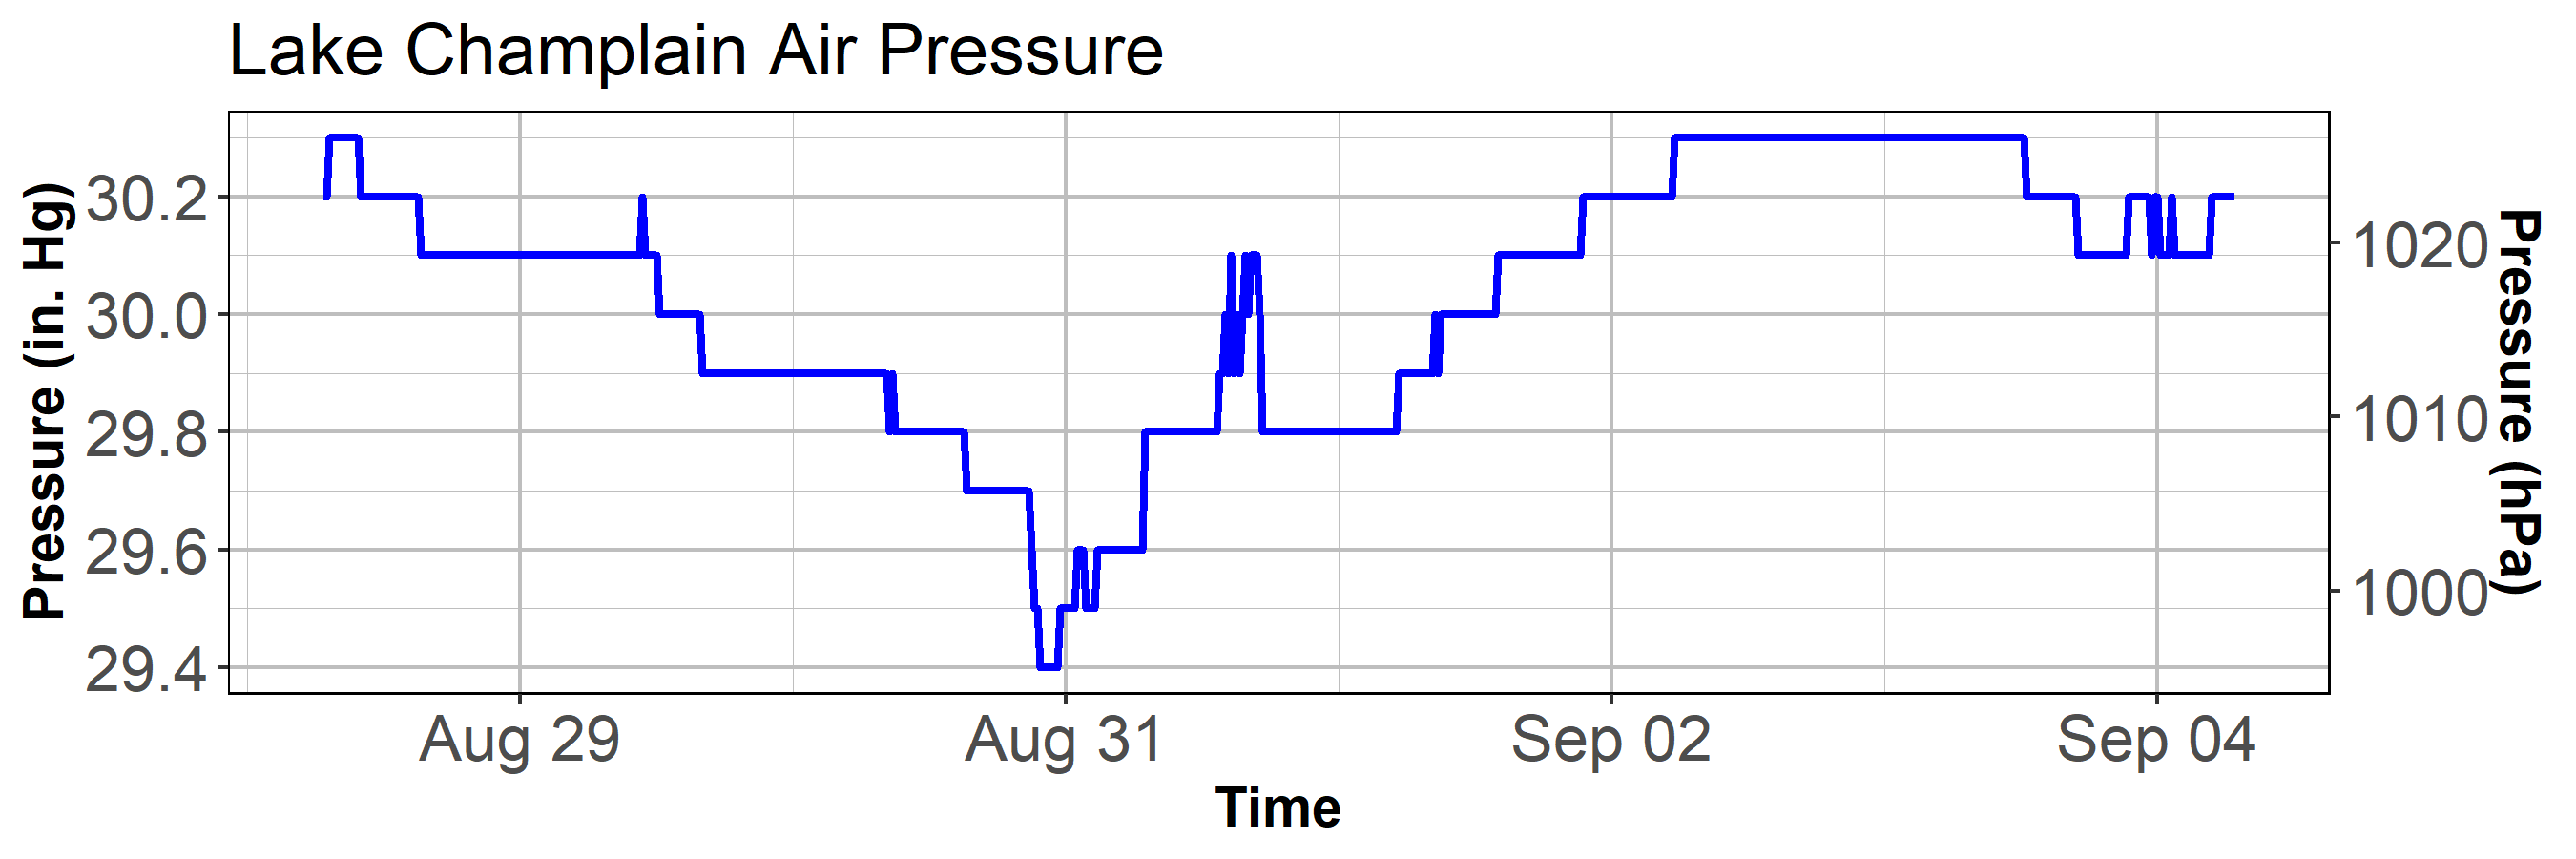 Lake Champlain Air Pressure
Pressure (in. Hg)
30.2
30.0
29.8
29.6
29.4
1020
1010
1000
Pressure (hPa)
Aug 29
Aug 31
Sep 02
Sep 04
Time